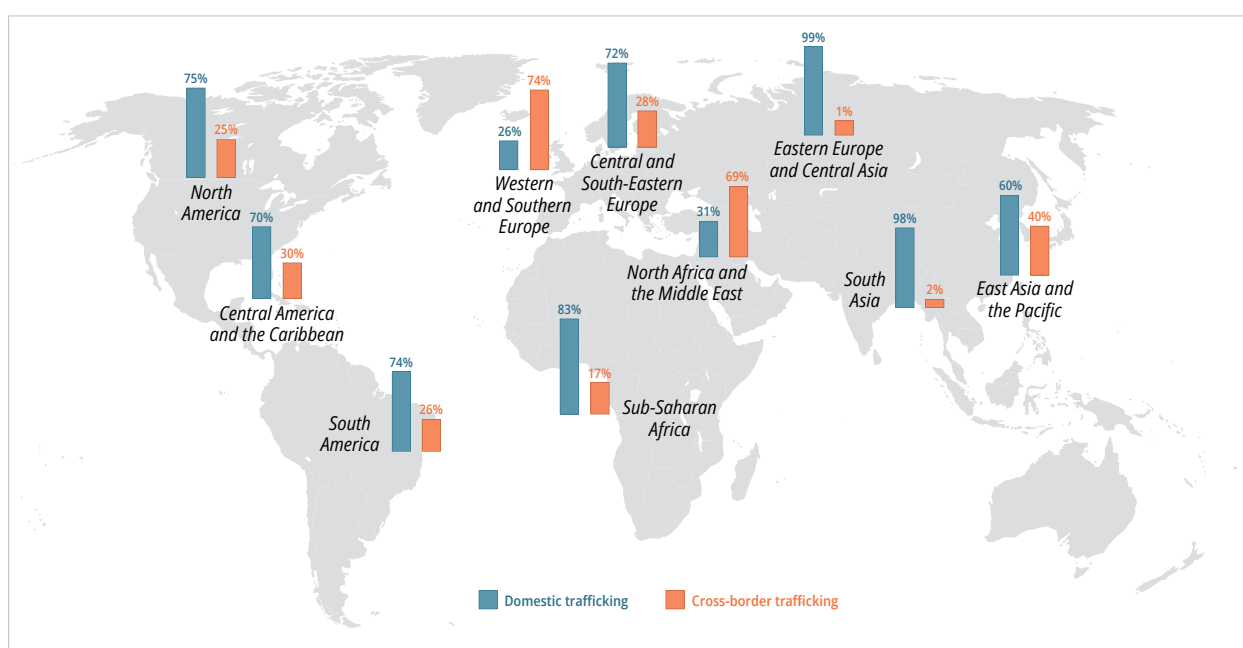 75%
25%
North
America
70%
30%
Central America
and the Caribbean
74%
26%
South
America
26%
74%
Western
and Southern
Europe
72%
28%
Central and
South-Eastern
Europe
99%
1%
Eastern Europe
and Central Asia
31%
69%
North Africa and
the Middle East
83%
17%
Sub-Saharan
Africa
98%
2%
South
Asia
60%
40%
East Asia and
the Pacific
Domestic trafficking
Cross-border trafficking